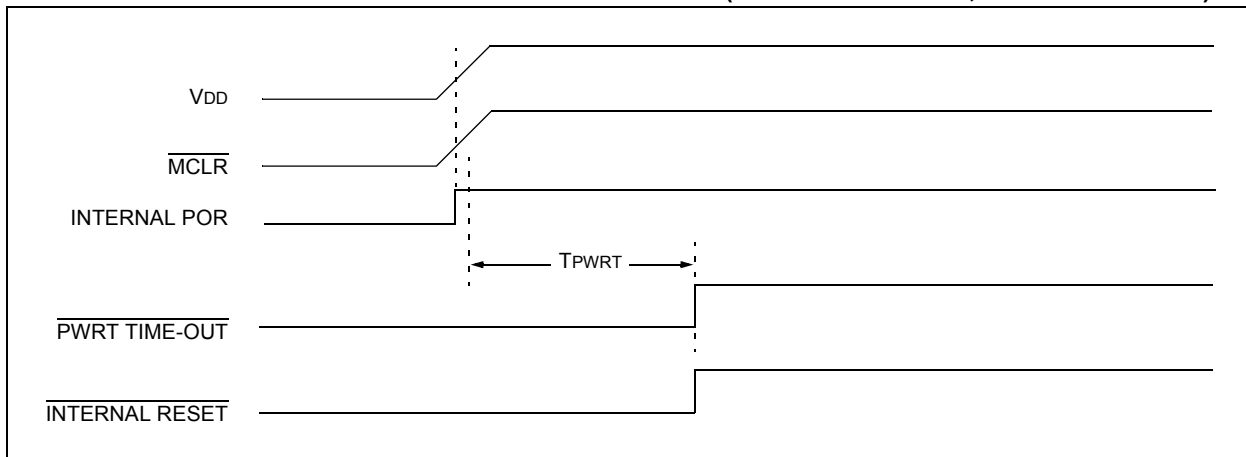 VDD
MCLR
INTERNAL POR
TPWRT
PWRT TIME-OUT
INTERNAL RESET